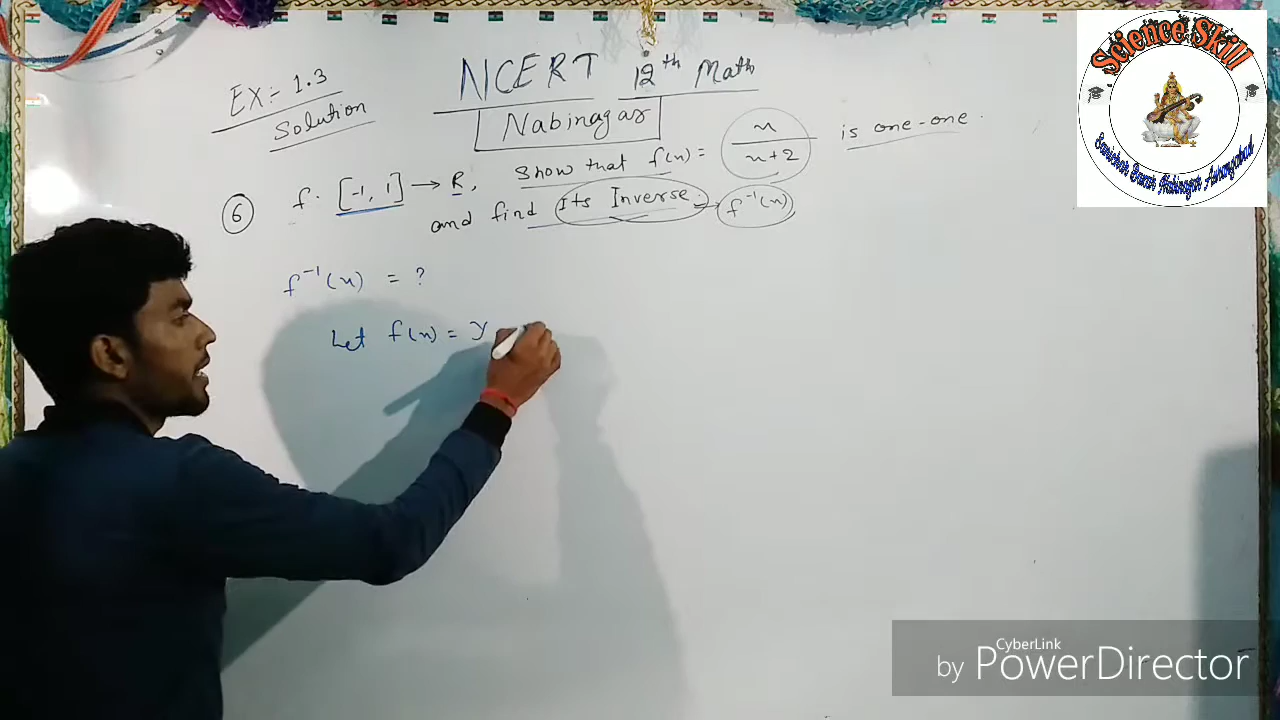 EX:- 1.3
Solution
NCERT 12th Math
Nabinagar
⑥ f. [-1, 1] → R, Show that f(x) = x/x+2 is one-one.
and find Its Inverse → f⁻¹(x)
f⁻¹(x) = ?
Let f(x) = y
Science Skill
CyberLink
by PowerDirector